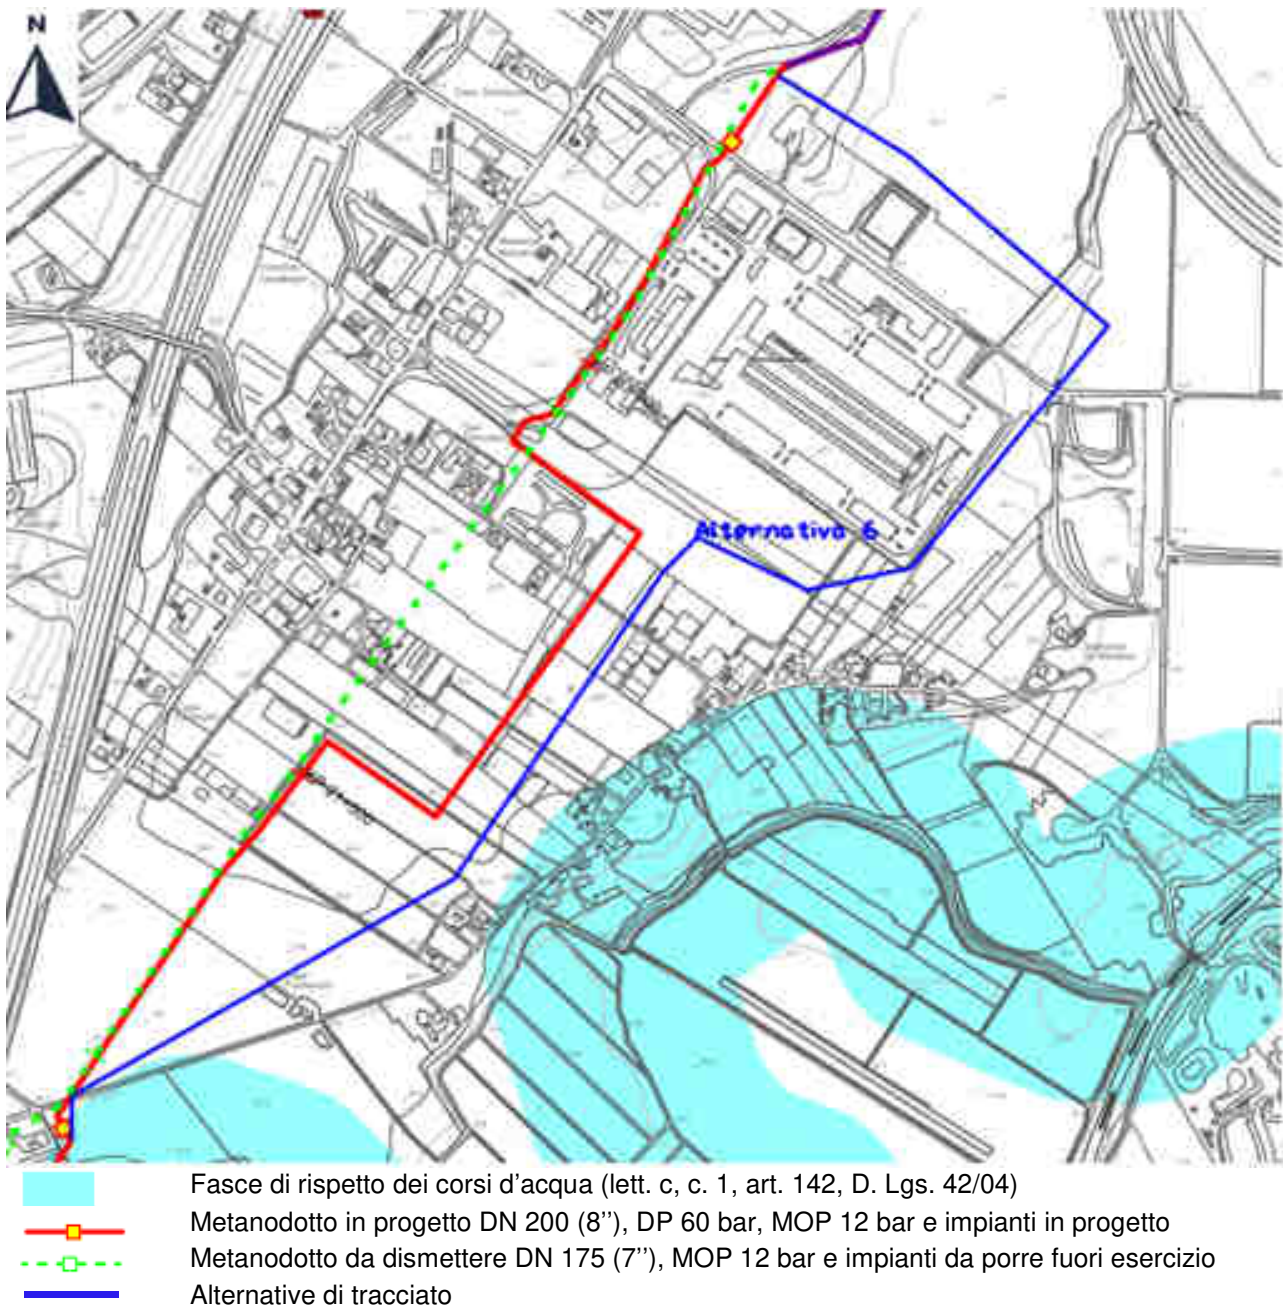 N
Alternativa 6
Fasce di rispetto dei corsi d'acqua (lett. c, c. 1, art. 142, D. Lgs. 42/04)
Metanodotto in progetto DN 200 (8''), DP 60 bar, MOP 12 bar e impianti in progetto
Metanodotto da dismettere DN 175 (7''), MOP 12 bar e impianti da porre fuori esercizio
Alternative di tracciato